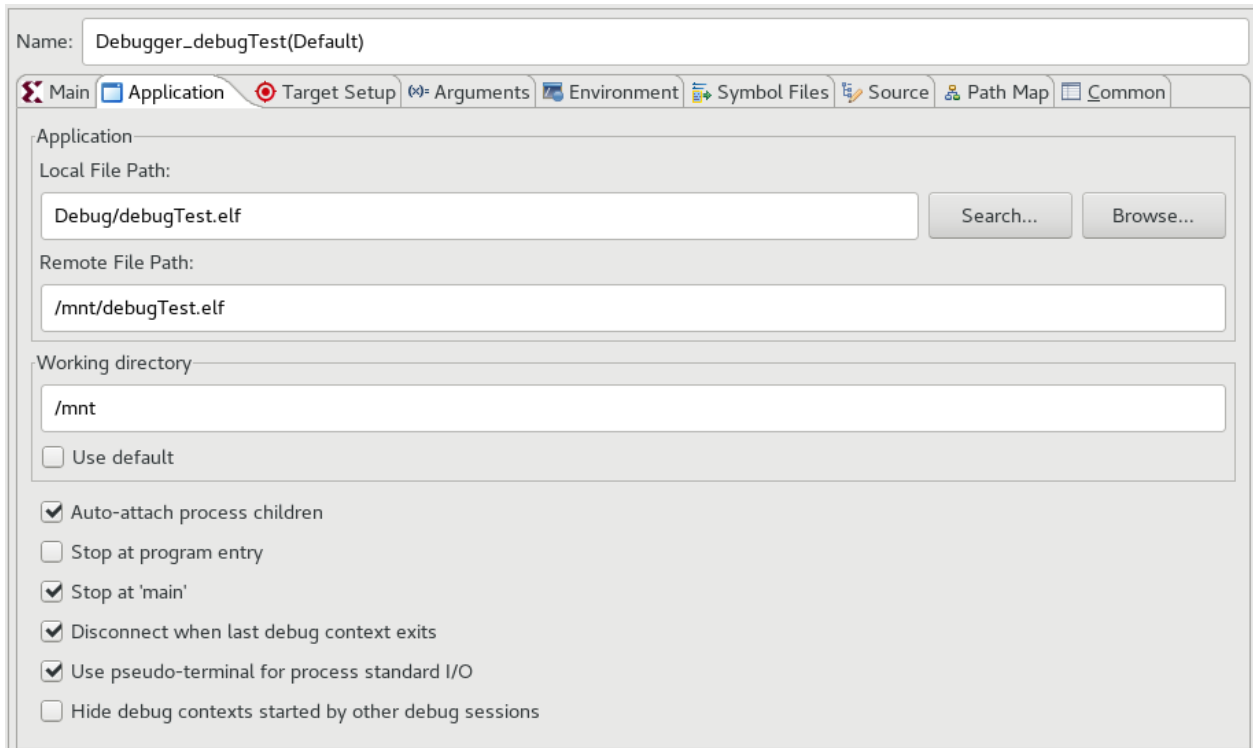 Name: Debugger_debugTest(Default)
Main Application Target Setup (x)= Arguments Environment Symbol Files Source Path Map Common
Application
Local File Path:
Debug/debugTest.elf Search... Browse...
Remote File Path:
/mnt/debugTest.elf
Working directory
/mnt
Use default
Auto-attach process children
Stop at program entry
Stop at 'main'
Disconnect when last debug context exits
Use pseudo-terminal for process standard I/O
Hide debug contexts started by other debug sessions